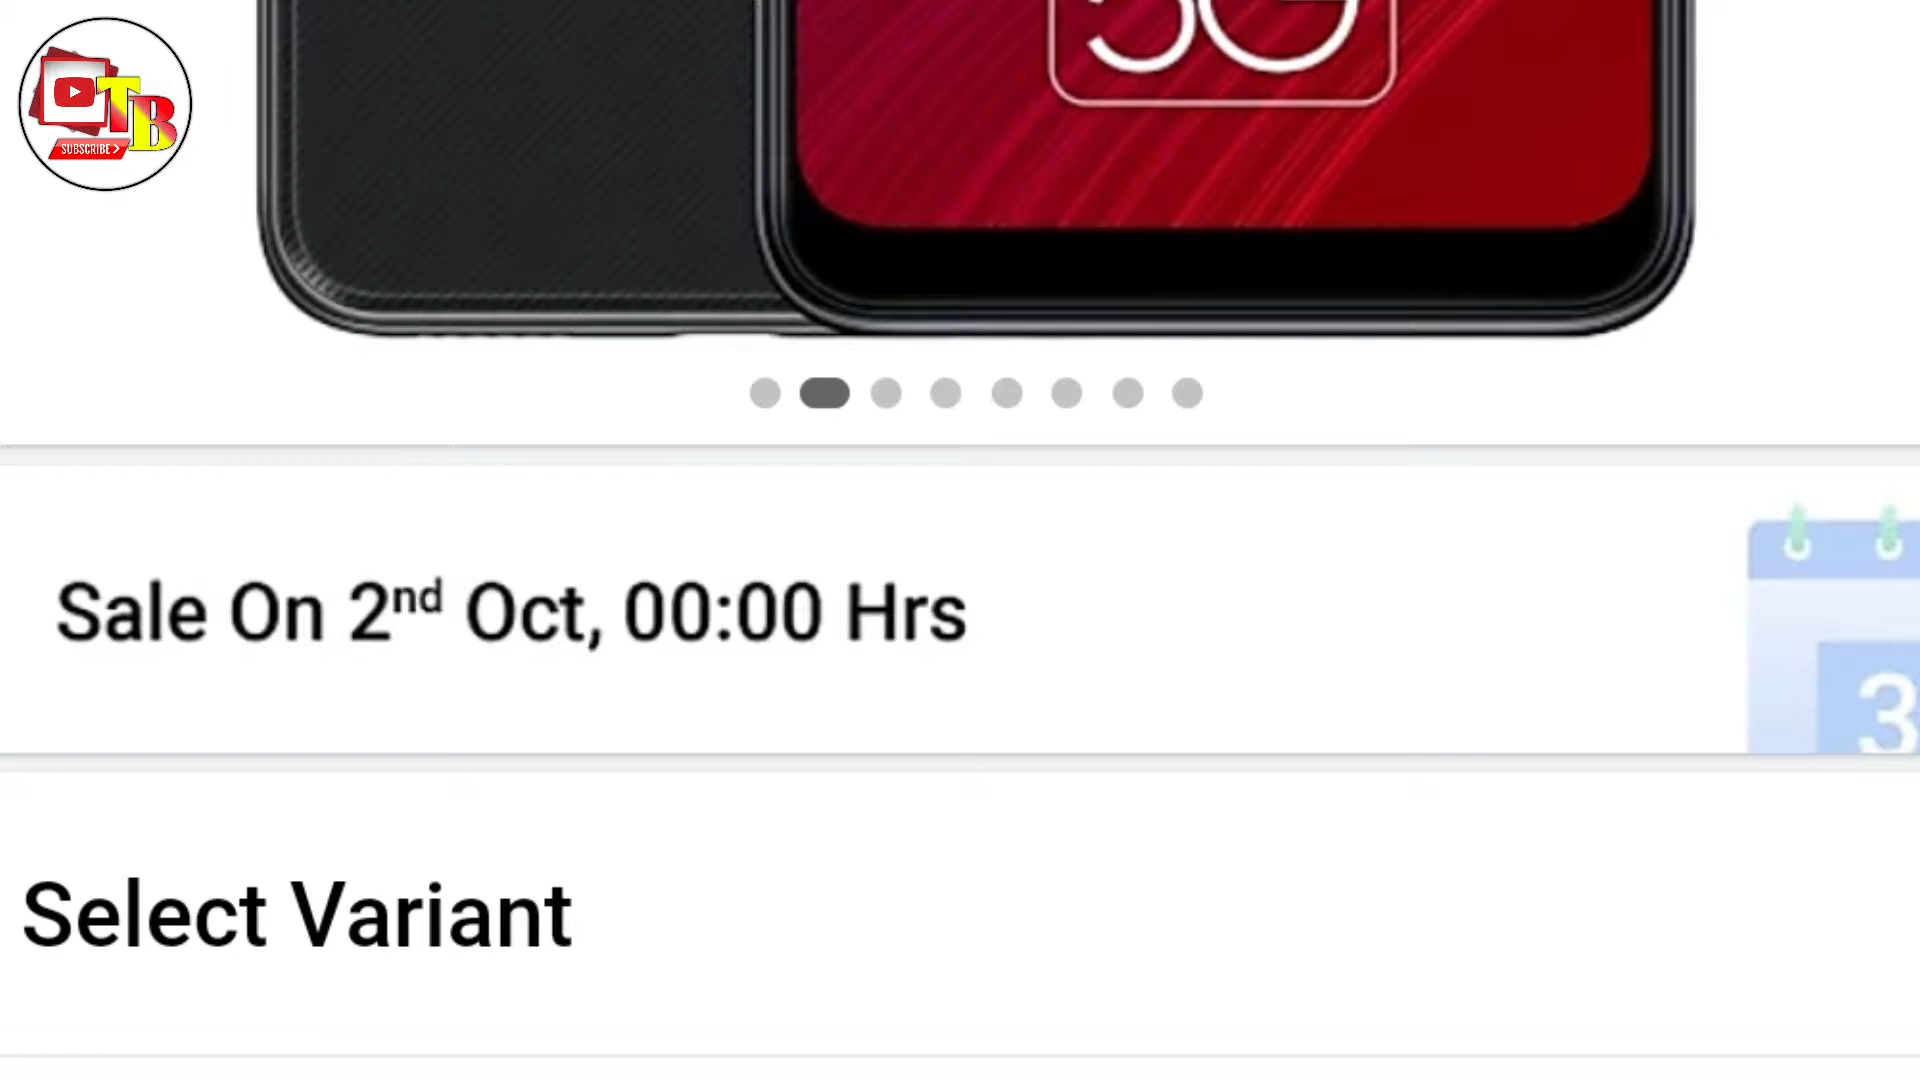 5G
TB
SUBSCRIBE >
Sale On 2nd Oct, 00:00 Hrs
3
Select Variant